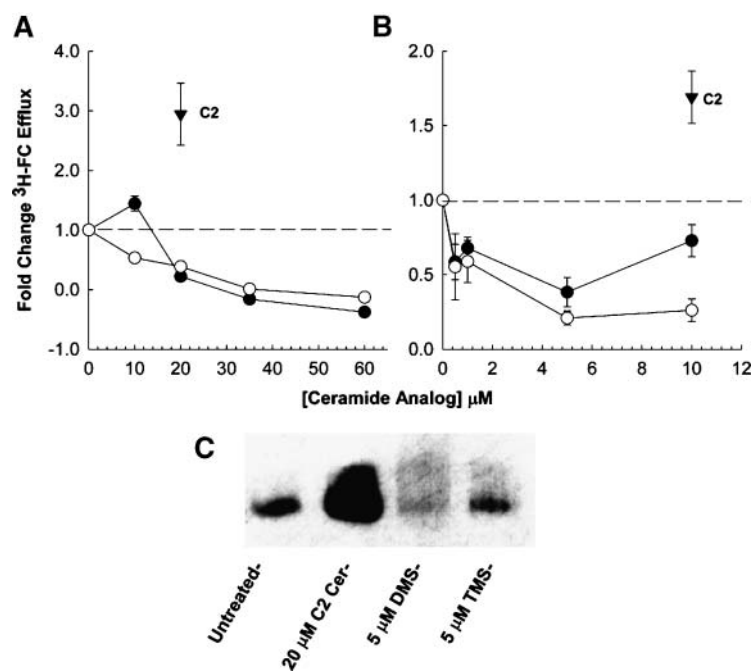 A
B
Fold Change ³H-FC Efflux
4.0
3.0
2.0
1.0
0.0
-1.0
C2
0 10 20 30 40 50 60
2.0
1.5
1.0
0.5
0.0
C2
0 2 4 6 8 10 12
[Ceramide Analog] μM
C
Untreated-
20 μM C2 Cer-
5 μM DMS-
5 μM TMS-